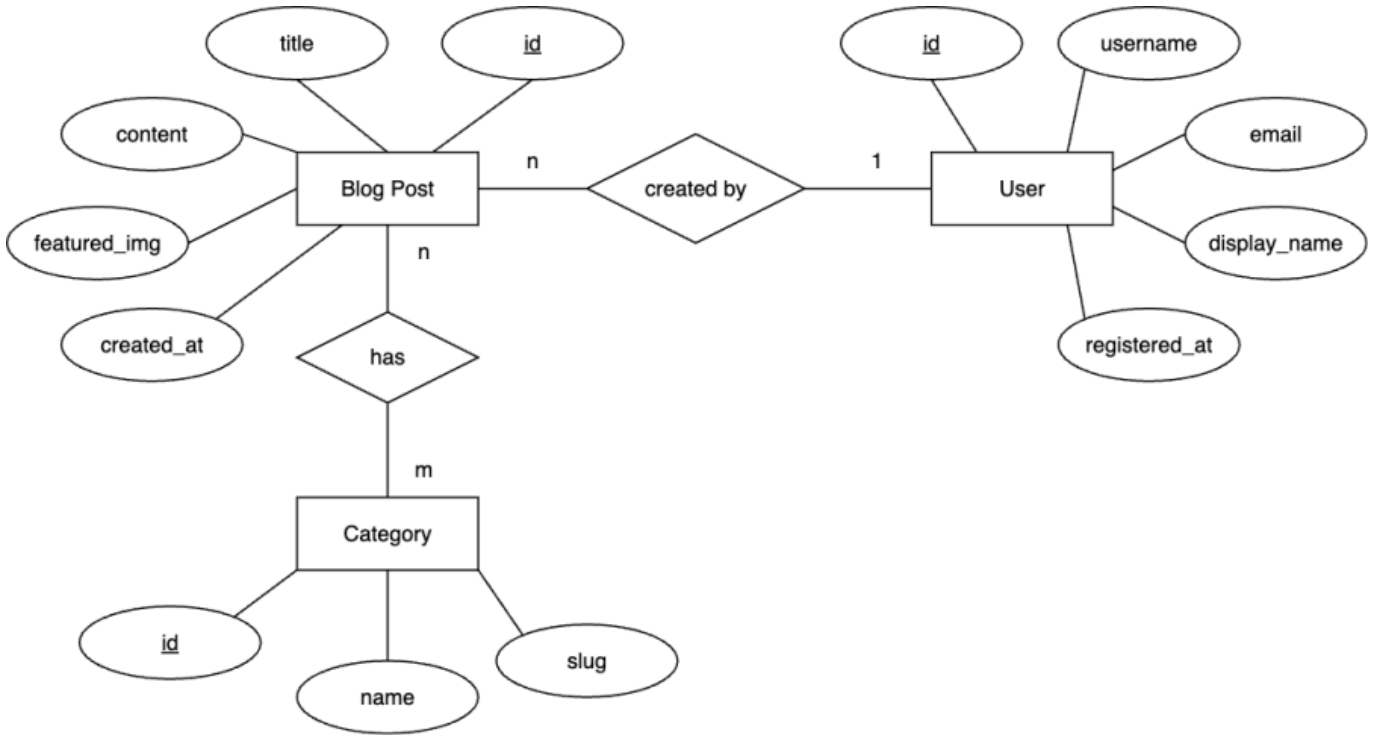 title
id
id
username
content
email
Blog Post
n
created by
1
User
featured_img
n
display_name
created_at
has
registered_at
m
Category
id
name
slug